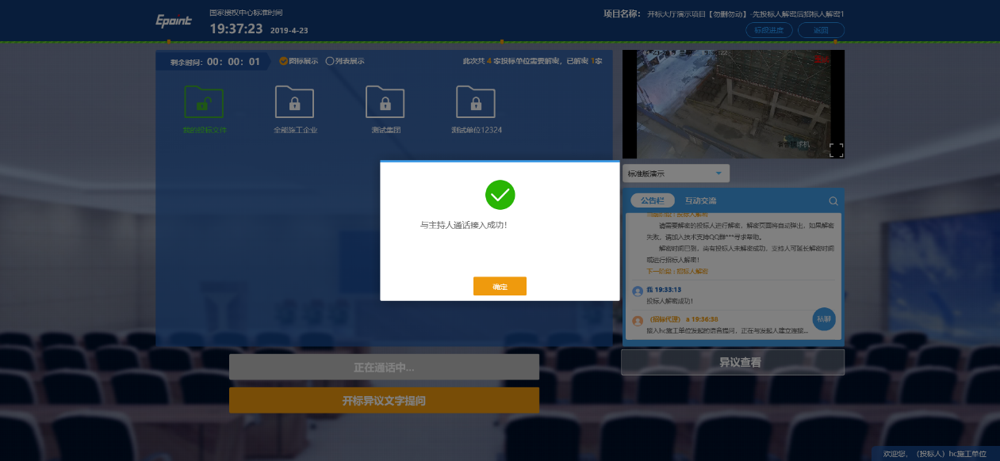 Epoint
国家授权中心标准时间
19:37:23 2019-4-23
项目名称: 开标大厅演示项目【勿删勿动】-先投标人解密后招标人解密1
标段进度 返回
剩余时间: 00: 00: 01
图标展示 列表展示
此次共 4 家投标单位需要解密, 已解密 1家
我的投标文件
全能施工企业
测试集团
测试单位12324
球机
标准版演示
公告栏 互动交流
请需要解密的投标人进行解密, 解密页面将自动弹出, 如果解密
失败, 请加入技术支持QQ群***寻求帮助。
解密时间已到, 尚有投标人未解密成功, 主持人可延长解密时间
或进行招标人解密!
下一阶段 : 招标人解密
我 19:33:13
投标人解密成功!
(招标代理) a 19:36:38
接入hc施工单位发起的语音提问, 正在与发起人建立连接...
私聊
与主持人通话接入成功!
确定
正在通话中...
开标异议文字提问
异议查看
欢迎您, (投标人) hc施工单位